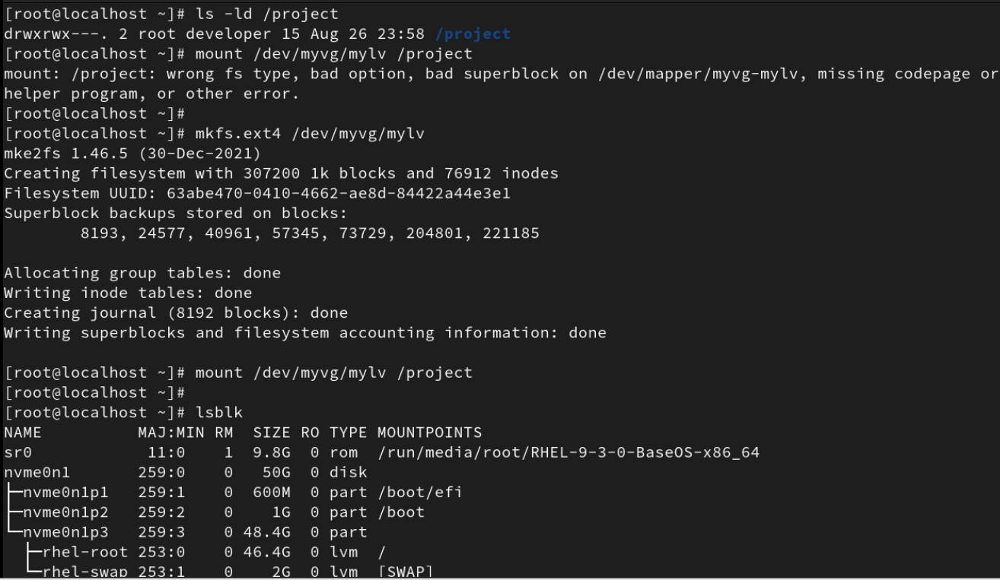 [root@localhost ~]# ls -ld /project
drwxrwx---. 2 root developer 15 Aug 26 23:58 /project
[root@localhost ~]# mount /dev/myvg/mylv /project
mount: /project: wrong fs type, bad option, bad superblock on /dev/mapper/myvg-mylv, missing codepage or
helper program, or other error.
[root@localhost ~]#
[root@localhost ~]# mkfs.ext4 /dev/myvg/mylv
mke2fs 1.46.5 (30-Dec-2021)
Creating filesystem with 307200 1k blocks and 76912 inodes
Filesystem UUID: 63abe470-0410-4662-ae8d-84422a44e3e1
Superblock backups stored on blocks:
        8193, 24577, 40961, 57345, 73729, 204801, 221185
Allocating group tables: done
Writing inode tables: done
Creating journal (8192 blocks): done
Writing superblocks and filesystem accounting information: done
[root@localhost ~]# mount /dev/myvg/mylv /project
[root@localhost ~]#
[root@localhost ~]# lsblk
NAME          MAJ:MIN RM  SIZE RO TYPE MOUNTPOINTS
sr0            11:0    1  9.8G  0 rom  /run/media/root/RHEL-9-3-0-BaseOS-x86_64
nvme0n1       259:0    0   50G  0 disk
├─nvme0n1p1   259:1    0  600M  0 part /boot/efi
├─nvme0n1p2   259:2    0    1G  0 part /boot
└─nvme0n1p3   259:3    0 48.4G  0 part
  ├─rhel-root 253:0    0 46.4G  0 lvm  /
  └─rhel-swap 253:1    0    2G  0 lvm  [SWAP]